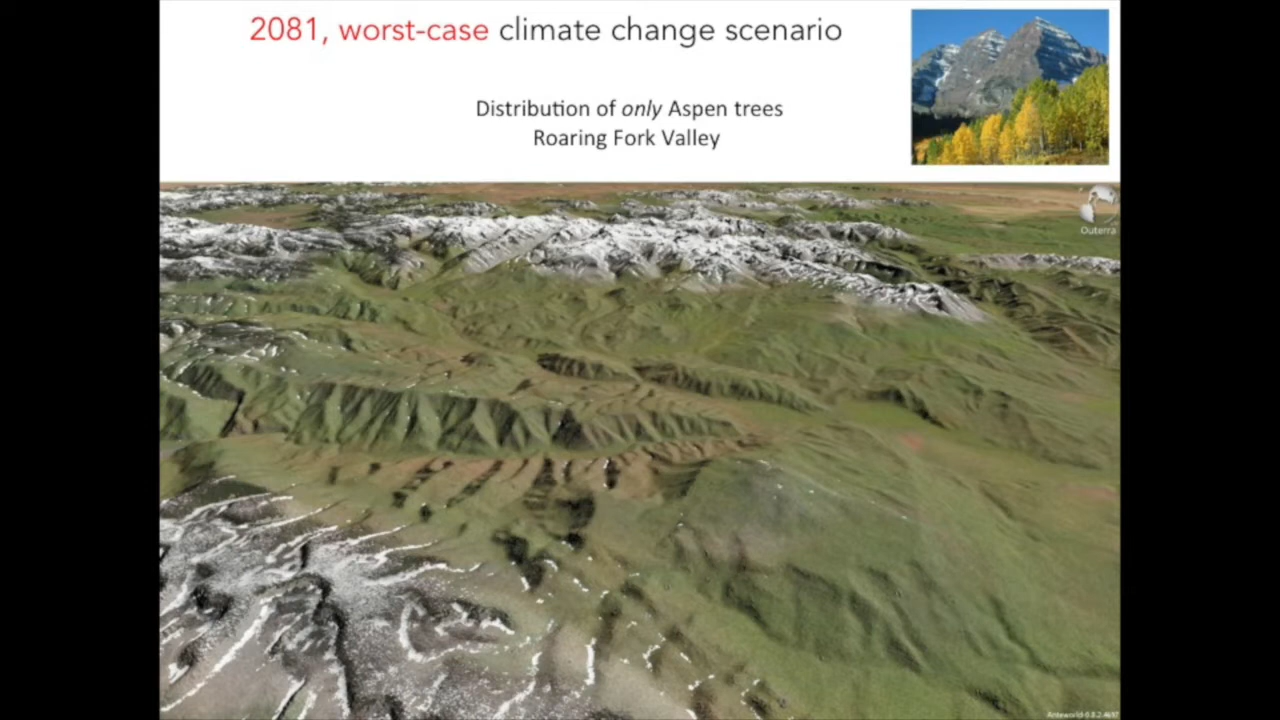 2081, worst-case climate change scenario
Distribution of only Aspen trees
Roaring Fork Valley
Outerra